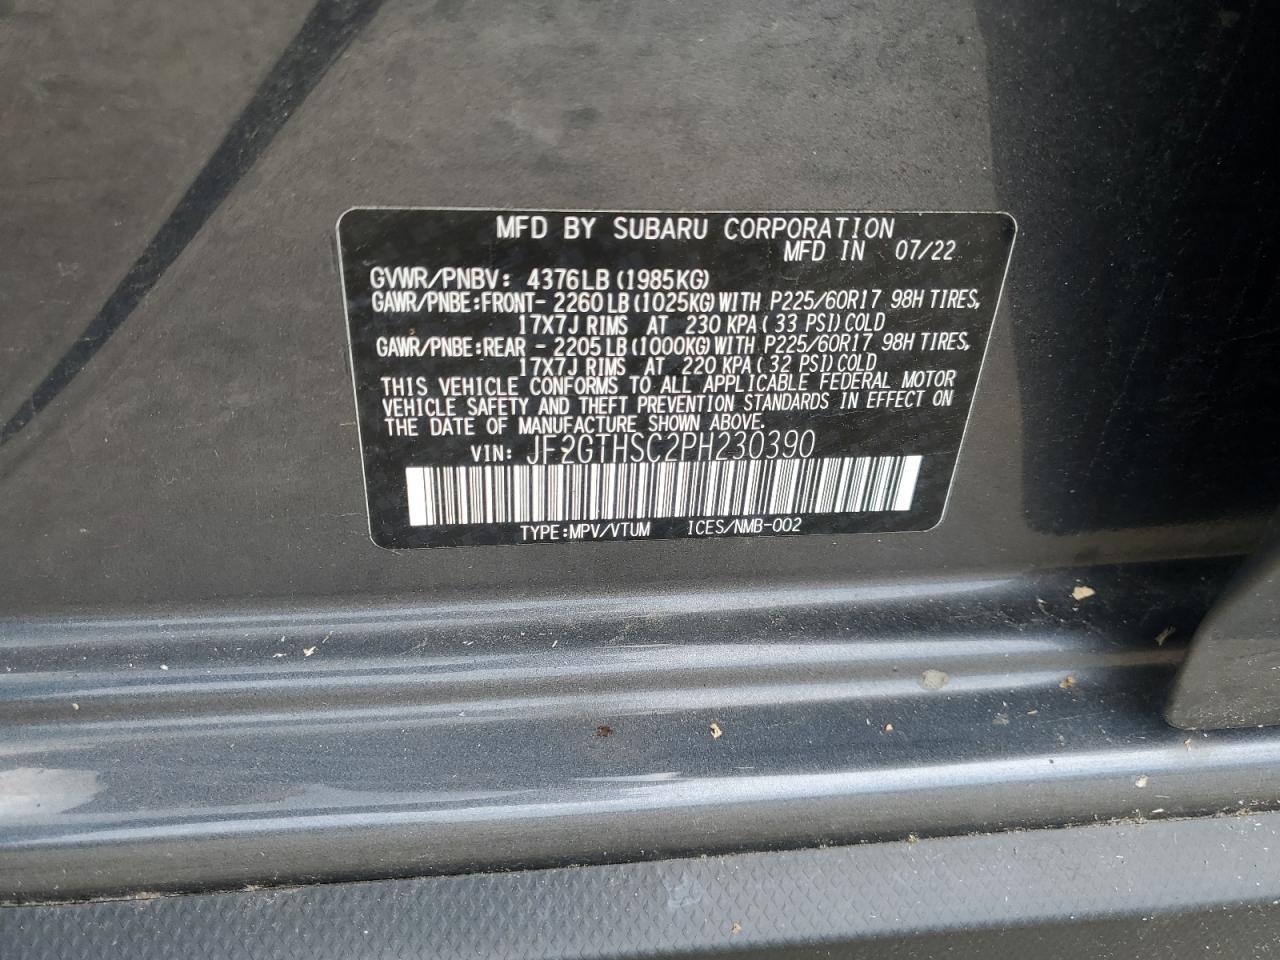 MFD BY SUBARU CORPORATION
MFD IN 07/22
GVWR/PNBV: 4376LB (1985KG)
GAWR/PNBE:FRONT- 2260LB (1025KG) WITH P225/60R17 98H TIRES,
17X7J RIMS AT 230 KPA ( 33 PSI) COLD
GAWR/PNBE:REAR - 2205LB (1000KG) WITH P225/60R17 98H TIRES,
17X7J RIMS AT 220 KPA ( 32 PSI) COLD
THIS VEHICLE CONFORMS TO ALL APPLICABLE FEDERAL MOTOR
VEHICLE SAFETY AND THEFT PREVENTION STANDARDS IN EFFECT ON
THE DATE OF MANUFACTURE SHOWN ABOVE.
VIN: JF2GTHSC2PH230390
TYPE:MPV/VTUM ICES/NMB-002